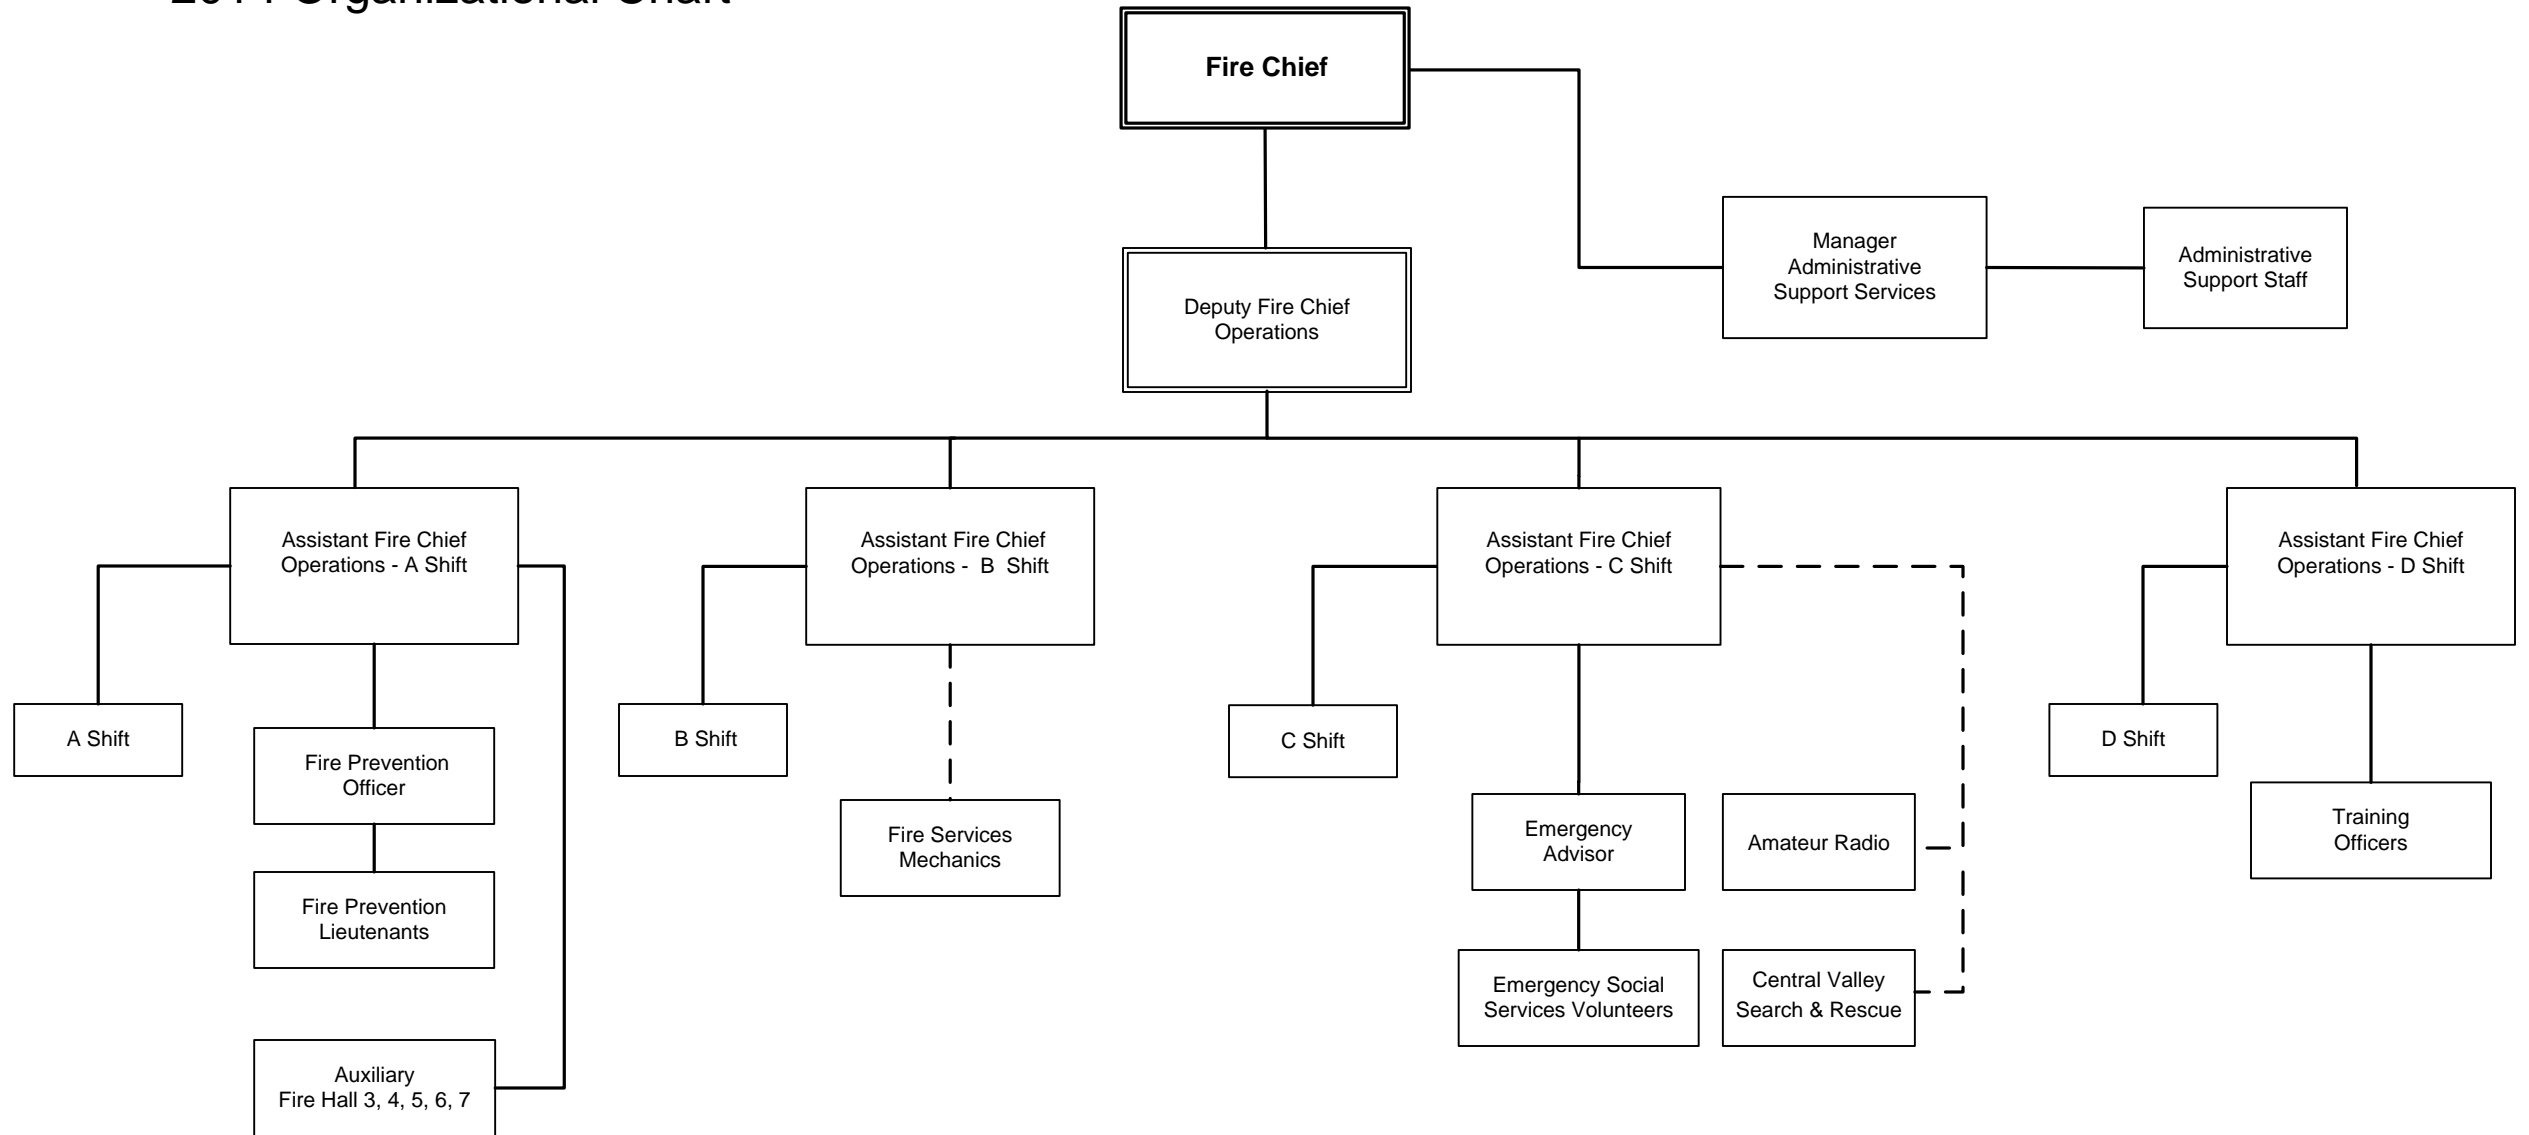 Organizational Chart
Fire Chief
Manager
Administrative
Support Services
Administrative
Support Staff
Deputy Fire Chief
Operations
Assistant Fire Chief
Operations - A Shift
Assistant Fire Chief
Operations - B Shift
Assistant Fire Chief
Operations - C Shift
Assistant Fire Chief
Operations - D Shift
A Shift
Fire Prevention
Officer
Fire Prevention
Lieutenants
Auxiliary
Fire Hall 3, 4, 5, 6, 7
B Shift
Fire Services
Mechanics
C Shift
Emergency
Advisor
Emergency Social
Services Volunteers
Amateur Radio
Central Valley
Search & Rescue
D Shift
Training
Officers